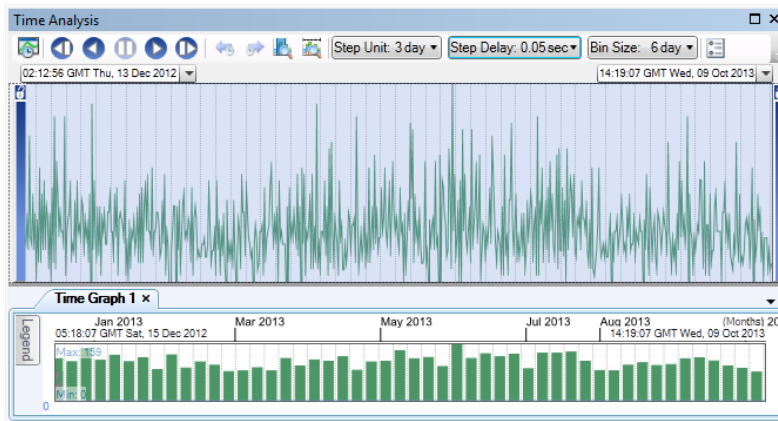 Time Analysis
Step Unit: 3 day Step Delay: 0.05 sec Bin Size: 6 day
02:12:56 GMT Thu, 13 Dec 2012 14:19:07 GMT Wed, 09 Oct 2013
Time Graph 1 ×
Legend
Jan 2013 Mar 2013 May 2013 Jul 2013 Aug 2013 (Months) 20
05:18:07 GMT Sat, 15 Dec 2012 14:19:07 GMT Wed, 09 Oct 2013
Max: 159
Min: 0
0